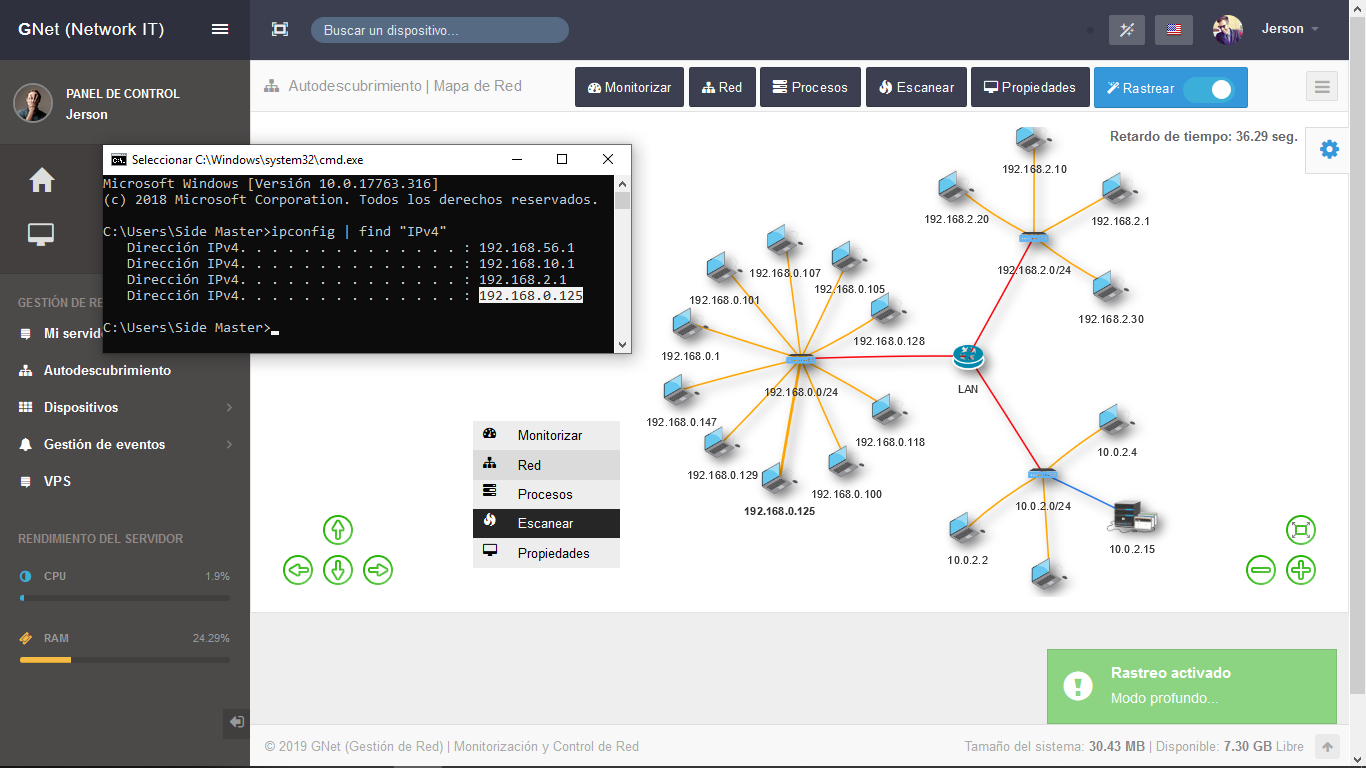 GNet (Network IT)
Buscar un dispositivo...
Jerson
PANEL DE CONTROL
Jerson
Autodescubrimiento | Mapa de Red
Monitorizar
Red
Procesos
Escanear
Propiedades
Rastrear
Retardo de tiempo: 36.29 seg.
Seleccionar C:\Windows\system32\cmd.exe
Microsoft Windows [Versión 10.0.17763.316]
(c) 2018 Microsoft Corporation. Todos los derechos reservados.
C:\Users\Side Master>ipconfig | find "IPv4"
Dirección IPv4. . . . . . . . . . . . . . : 192.168.56.1
Dirección IPv4. . . . . . . . . . . . . . : 192.168.10.1
Dirección IPv4. . . . . . . . . . . . . . : 192.168.2.1
Dirección IPv4. . . . . . . . . . . . . . : 192.168.0.125
C:\Users\Side Master>
GESTIÓN DE RE
Mi servid
Autodescubrimiento
Dispositivos
Gestión de eventos
VPS
RENDIMIENTO DEL SERVIDOR
CPU 1.9%
RAM 24.29%
192.168.2.10
192.168.2.20
192.168.2.1
192.168.2.0/24
192.168.2.30
192.168.0.107
192.168.0.105
192.168.0.101
192.168.0.128
192.168.0.1
192.168.0.0/24
LAN
192.168.0.147
192.168.0.118
192.168.0.129
192.168.0.100
192.168.0.125
10.0.2.4
10.0.2.0/24
10.0.2.15
10.0.2.2
Monitorizar
Red
Procesos
Escanear
Propiedades
Rastreo activado
Modo profundo...
© 2019 GNet (Gestión de Red) | Monitorización y Control de Red
Tamaño del sistema: 30.43 MB | Disponible: 7.30 GB Libre